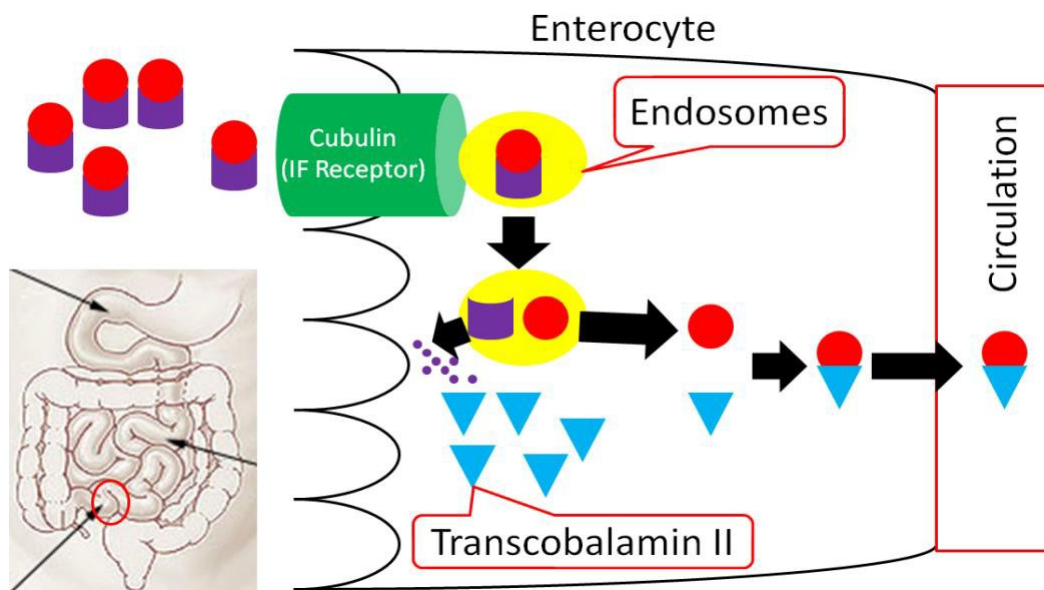 Enterocyte
Endosomes
Cubulin
(IF Receptor)
Circulation
Transcobalamin II